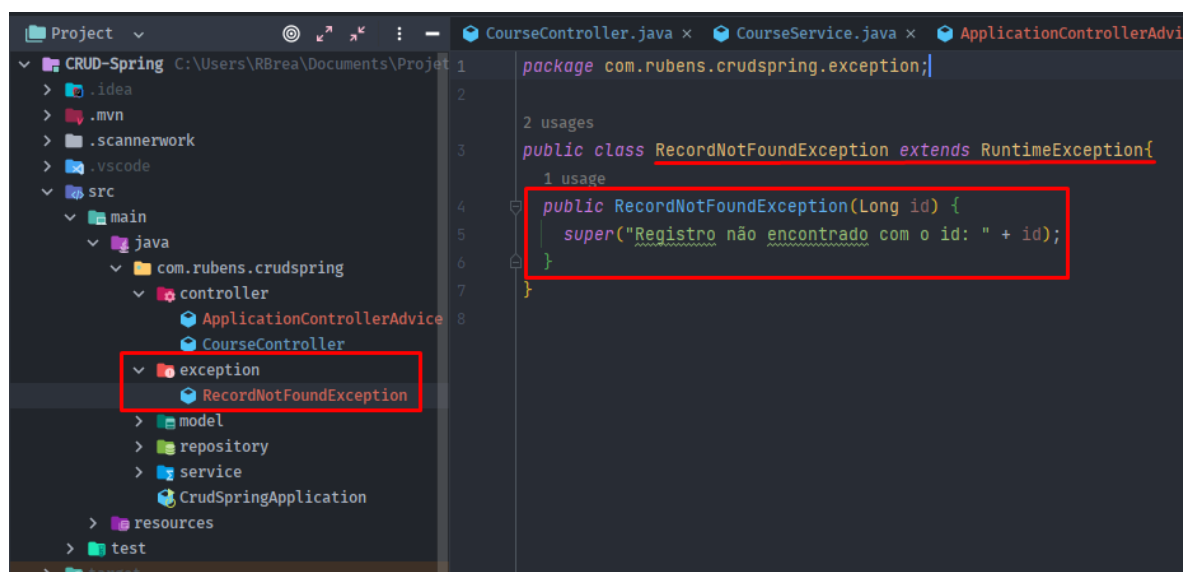 Project
CourseController.java ×
CourseService.java ×
ApplicationControllerAdvi
CRUD-Spring C:\Users\RBrea\Documents\Projet
.idea
.mvn
.scannerwork
.vscode
src
main
java
com.rubens.crudspring
controller
ApplicationControllerAdvice
CourseController
exception
RecordNotFoundException
model
repository
service
CrudSpringApplication
resources
test
1 package com.rubens.crudspring.exception;
2
2 usages
3 public class RecordNotFoundException extends RuntimeException{
1 usage
4 public RecordNotFoundException(Long id) {
5 super("Registro não encontrado com o id: " + id);
6 }
7 }
8